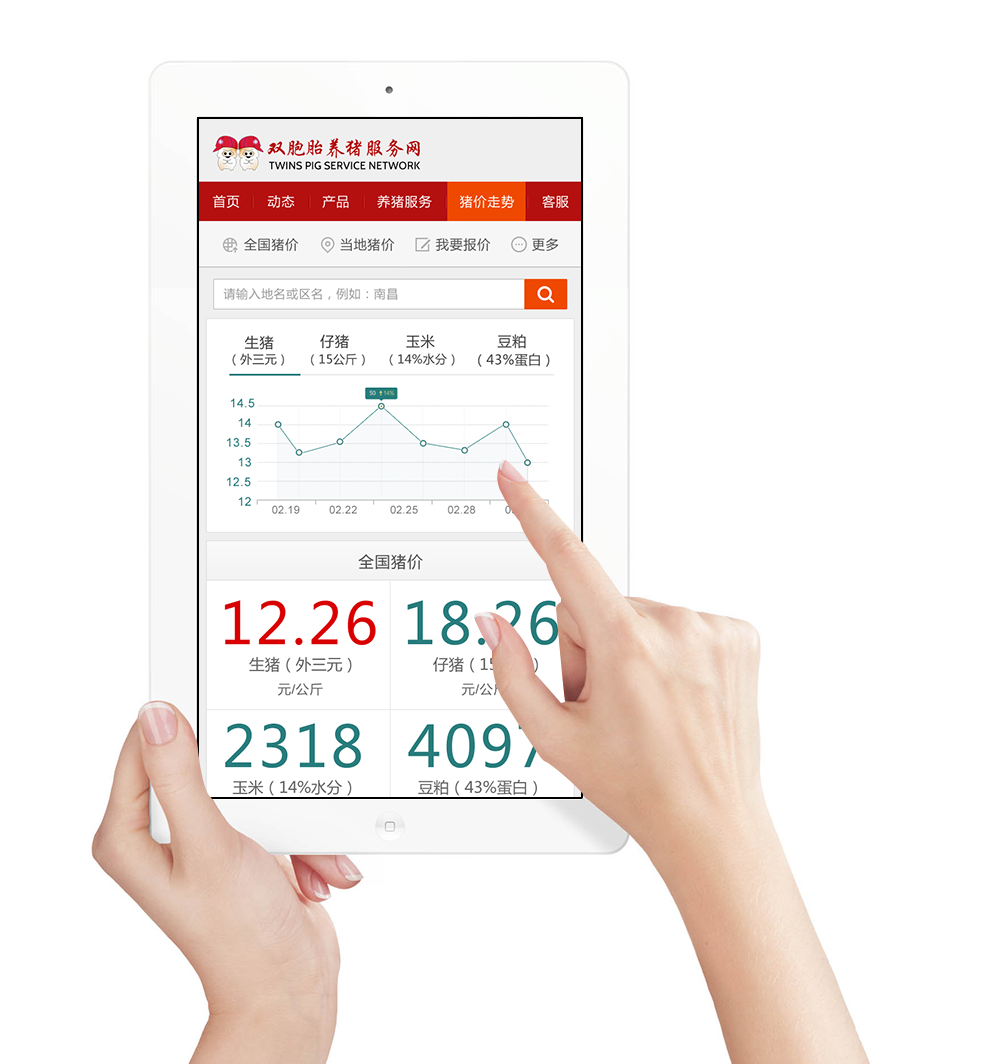 双胞胎养猪服务网
TWINS PIG SERVICE NETWORK
首页 动态 产品 养猪服务 猪价走势 客服
全国猪价 当地猪价 我要报价 更多
请输入地名或区名，例如：南昌
生猪 仔猪 玉米 豆粕
（外三元） （15公斤） （14%水分） （43%蛋白）
50 14%
14.5
14
13.5
13
12.5
12
02.19 02.22 02.25 02.28
全国猪价
12.26 18.26
生猪（外三元） 仔猪（15 ）
元/公斤 元/公斤
2318 4097
玉米（14%水分） 豆粕（43%蛋白）